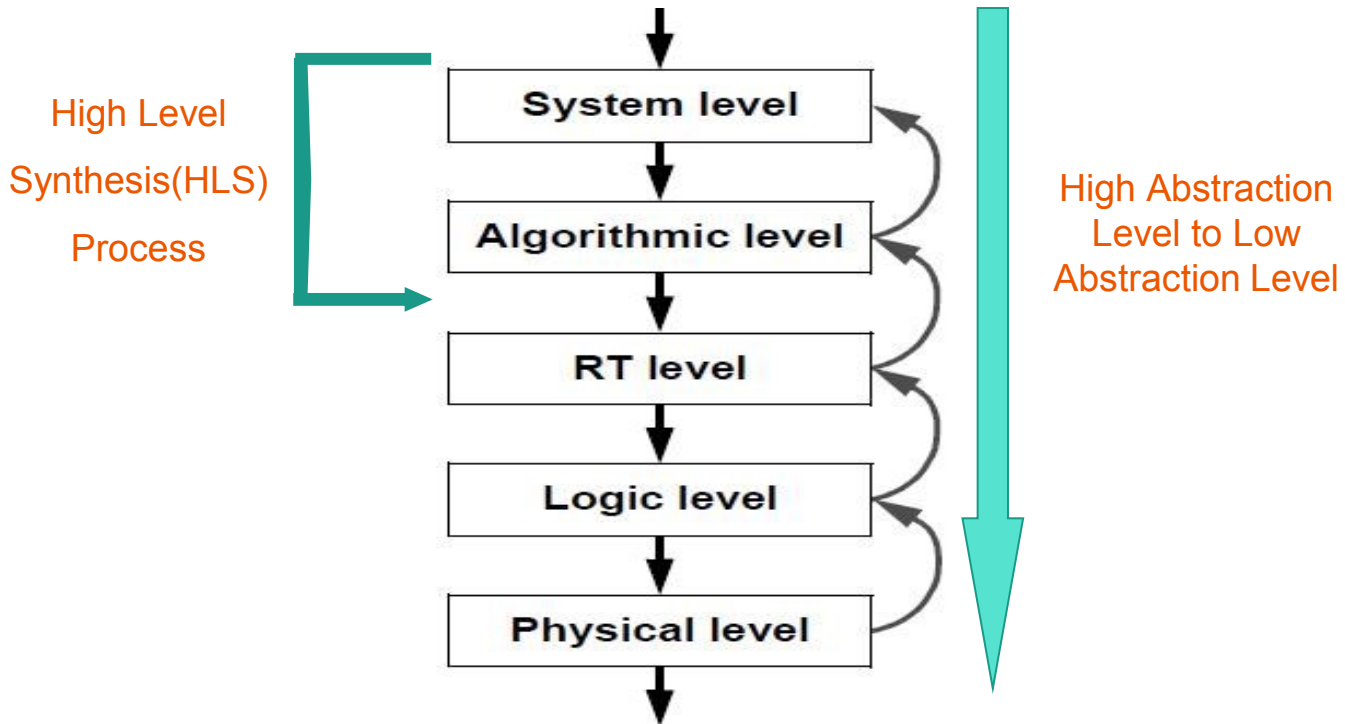 High Level
Synthesis(HLS)
Process
System level
Algorithmic level
RT level
Logic level
Physical level
High Abstraction
Level to Low
Abstraction Level